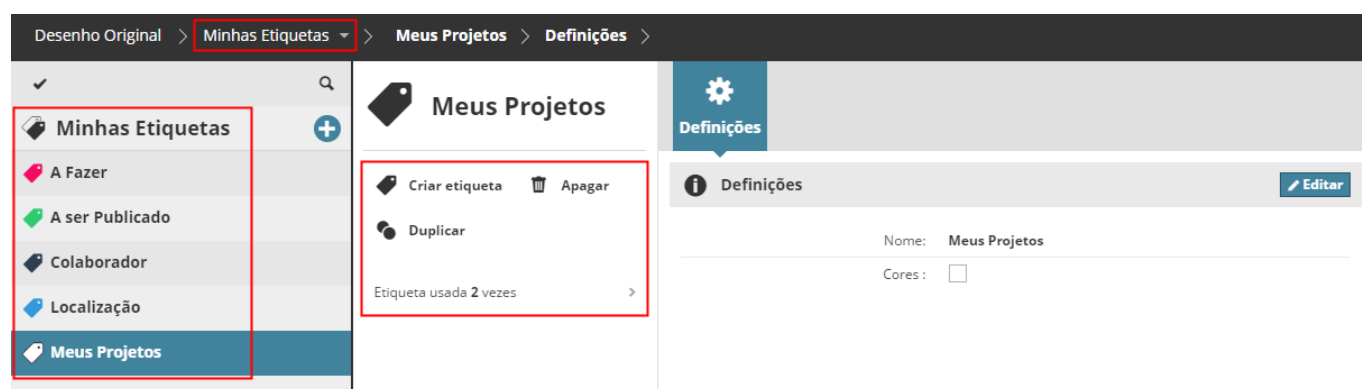 Desenho Original > Minhas Etiquetas > Meus Projetos > Definições >
Minhas Etiquetas
A Fazer
A ser Publicado
Colaborador
Localização
Meus Projetos
Meus Projetos
Criar etiqueta Apagar
Duplicar
Etiqueta usada 2 vezes >
Definições
Definições
Editar
Nome: Meus Projetos
Cores :